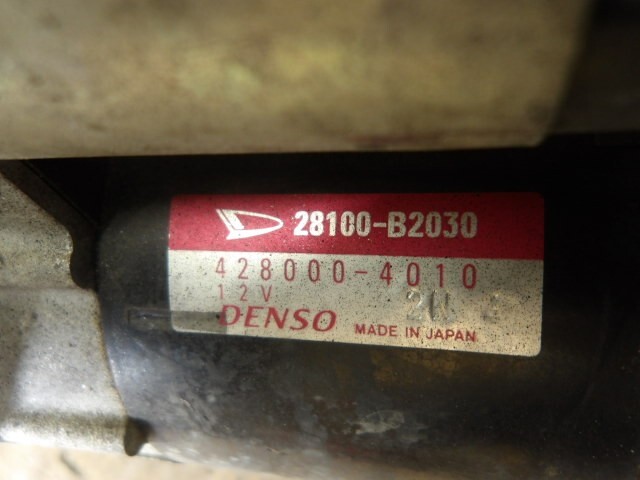 28100-B2030
428000-4010
12V
DENSO MADE IN JAPAN